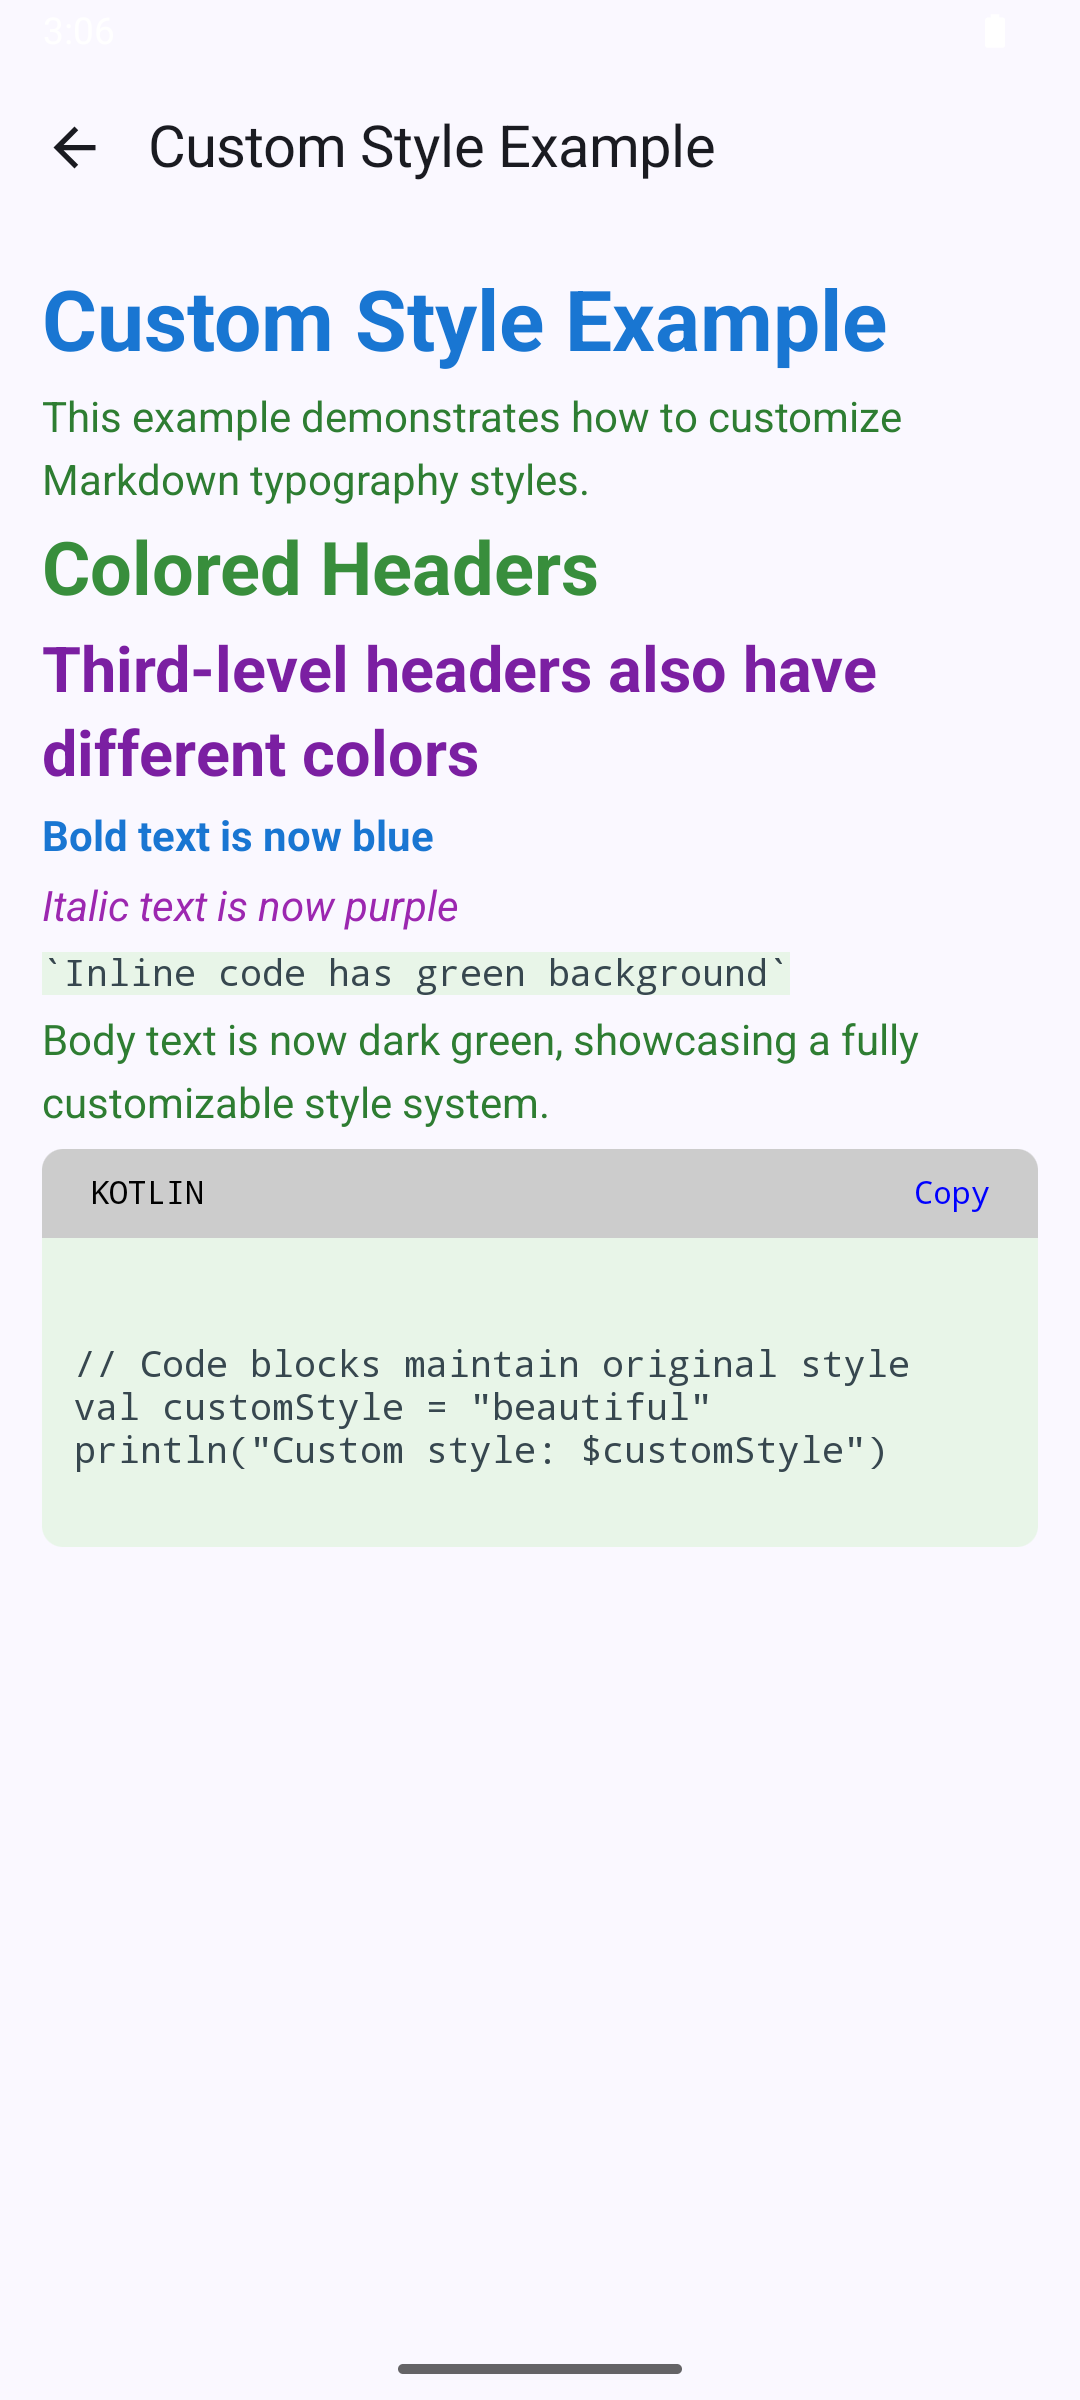 3:06
Custom Style Example
Custom Style Example
This example demonstrates how to customize
Markdown typography styles.
Colored Headers
Third-level headers also have
different colors
Bold text is now blue
Italic text is now purple
`Inline code has green background`
Body text is now dark green, showcasing a fully
customizable style system.
KOTLIN Copy
// Code blocks maintain original style
val customStyle = "beautiful"
println("Custom style: $customStyle")